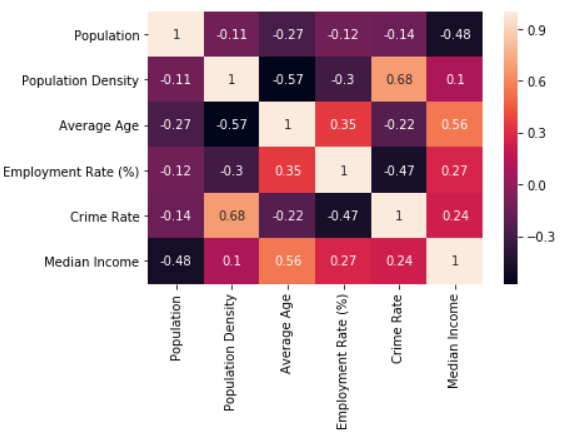 Population 1 -0.11 -0.27 -0.12 -0.14 -0.48
Population Density -0.11 1 -0.57 -0.3 0.68 0.1
Average Age -0.27 -0.57 1 0.35 -0.22 0.56
Employment Rate (%) -0.12 -0.3 0.35 1 -0.47 0.27
Crime Rate -0.14 0.68 -0.22 -0.47 1 0.24
Median Income -0.48 0.1 0.56 0.27 0.24 1
Population
Population Density
Average Age
Employment Rate (%)
Crime Rate
Median Income
0.9
0.6
0.3
0.0
−0.3